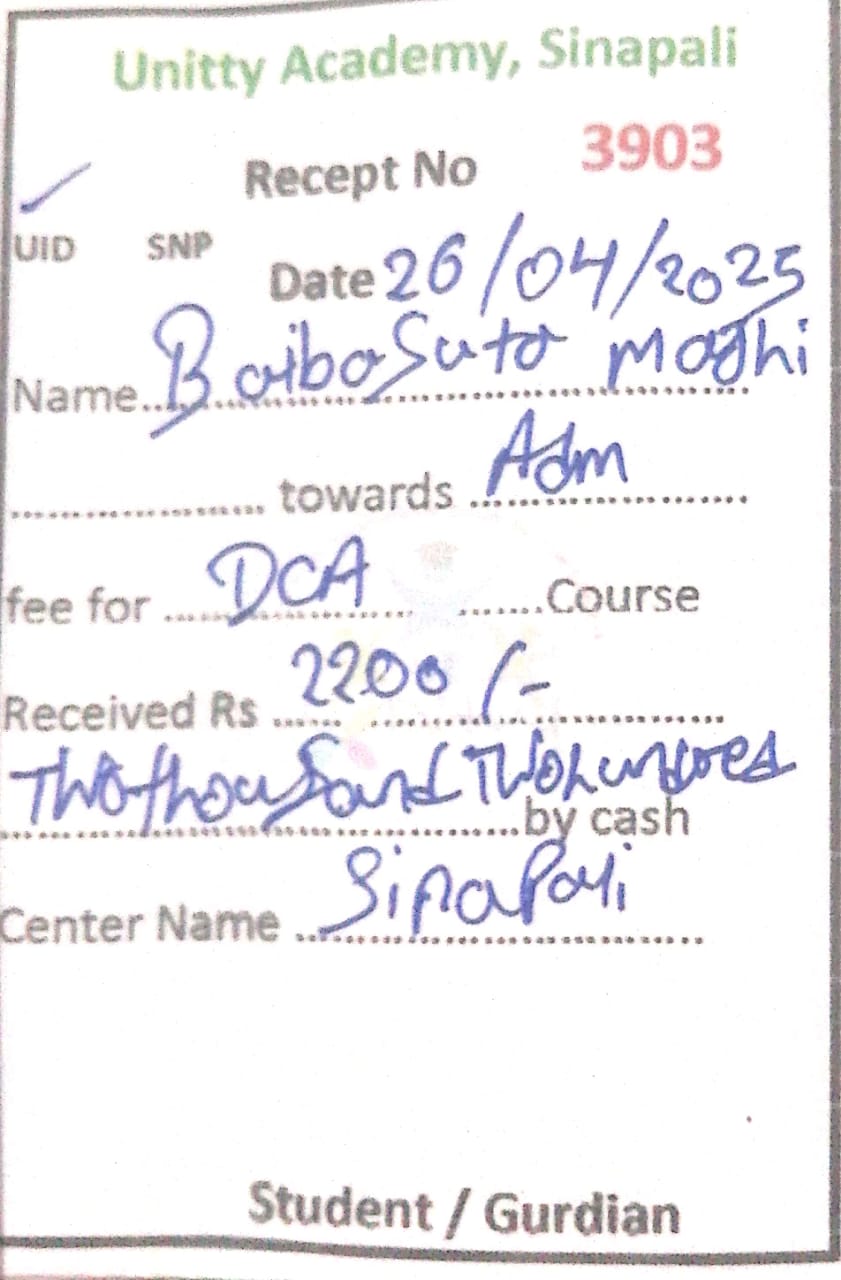 Unitty Academy, Sinapali
Recept No 3903
UID SNP
Date 26/04/2025
Name BaibaSuta Majhi
towards Adm
fee for DCA Course
Received Rs 2200/-
Two thousand Two hundred
by cash
Center Name Sinapali
Student / Gurdian